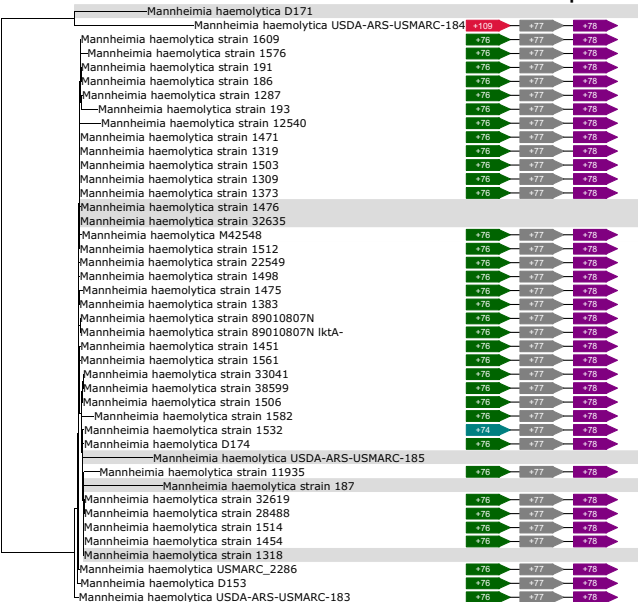 Mannheimia haemolytica D171
Mannheimia haemolytica USDA-ARS-USMARC-184 +109 +77 +78
Mannheimia haemolytica strain 1609 +76 +77 +78
Mannheimia haemolytica strain 1576 +76 +77 +78
Mannheimia haemolytica strain 191 +76 +77 +78
Mannheimia haemolytica strain 186 +76 +77 +78
Mannheimia haemolytica strain 1287 +76 +77 +78
Mannheimia haemolytica strain 193 +76 +77 +78
Mannheimia haemolytica strain 12540 +76 +77 +78
Mannheimia haemolytica strain 1471 +76 +77 +78
Mannheimia haemolytica strain 1319 +76 +77 +78
Mannheimia haemolytica strain 1503 +76 +77 +78
Mannheimia haemolytica strain 1309 +76 +77 +78
Mannheimia haemolytica strain 1373 +76 +77 +78
Mannheimia haemolytica strain 1476
Mannheimia haemolytica strain 32635
Mannheimia haemolytica M42548 +76 +77 +78
Mannheimia haemolytica strain 1512 +76 +77 +78
Mannheimia haemolytica strain 22549 +76 +77 +78
Mannheimia haemolytica strain 1498 +76 +77 +78
Mannheimia haemolytica strain 1475 +76 +77 +78
Mannheimia haemolytica strain 1383 +76 +77 +78
Mannheimia haemolytica strain 89010807N +76 +77 +78
Mannheimia haemolytica strain 89010807N lktA- +76 +77 +78
Mannheimia haemolytica strain 1451 +76 +77 +78
Mannheimia haemolytica strain 1561 +76 +77 +78
Mannheimia haemolytica strain 33041 +76 +77 +78
Mannheimia haemolytica strain 38599 +76 +77 +78
Mannheimia haemolytica strain 1506 +76 +77 +78
Mannheimia haemolytica strain 1582 +76 +77 +78
Mannheimia haemolytica strain 1532 +74 +77 +78
Mannheimia haemolytica D174 +76 +77 +78
Mannheimia haemolytica USDA-ARS-USMARC-185
Mannheimia haemolytica strain 11935 +76 +77 +78
Mannheimia haemolytica strain 187
Mannheimia haemolytica strain 32619 +76 +77 +78
Mannheimia haemolytica strain 28488 +76 +77 +78
Mannheimia haemolytica strain 1514 +76 +77 +78
Mannheimia haemolytica strain 1454 +76 +77 +78
Mannheimia haemolytica strain 1318
Mannheimia haemolytica USMARC_2286 +76 +77 +78
Mannheimia haemolytica D153 +76 +77 +78
Mannheimia haemolytica USDA-ARS-USMARC-183 +76 +77 +78